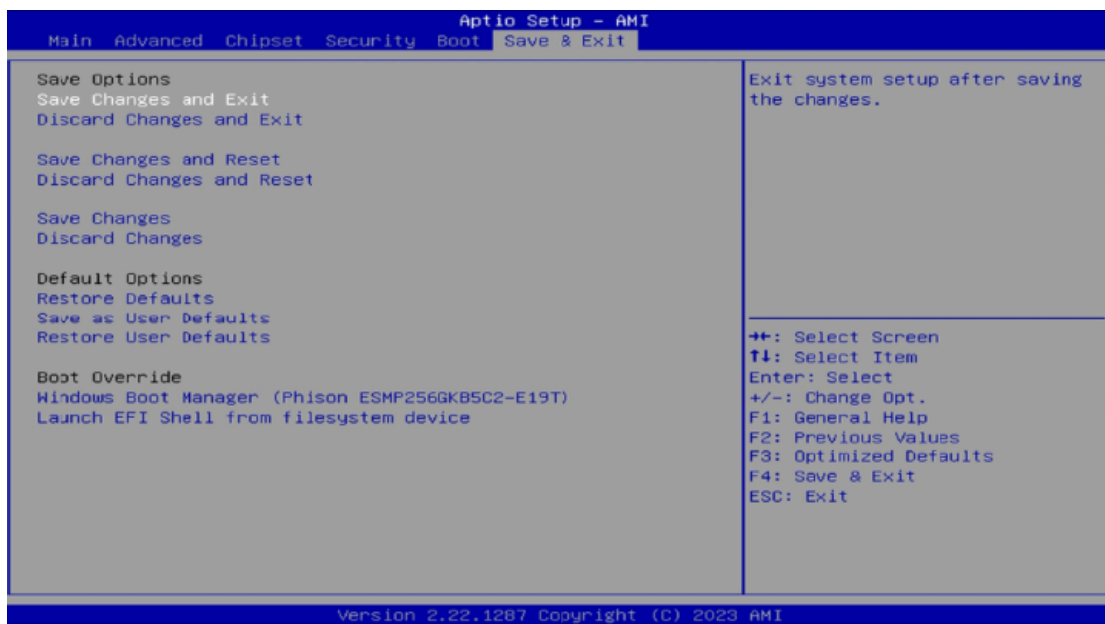 Aptio Setup – AMI
Main Advanced Chipset Security Boot Save & Exit
Save Options
Save Changes and Exit
Discard Changes and Exit
Save Changes and Reset
Discard Changes and Reset
Save Changes
Discard Changes
Default Options
Restore Defaults
Save as User Defaults
Restore User Defaults
Boot Override
Windows Boot Manager (Phison ESMP256GKB5C2-E19T)
Launch EFI Shell from filesystem device
Exit system setup after saving
the changes.
→←: Select Screen
↑↓: Select Item
Enter: Select
+/-: Change Opt.
F1: General Help
F2: Previous Values
F3: Optimized Defaults
F4: Save & Exit
ESC: Exit
Version 2.22.1287 Copyright (C) 2023 AMI